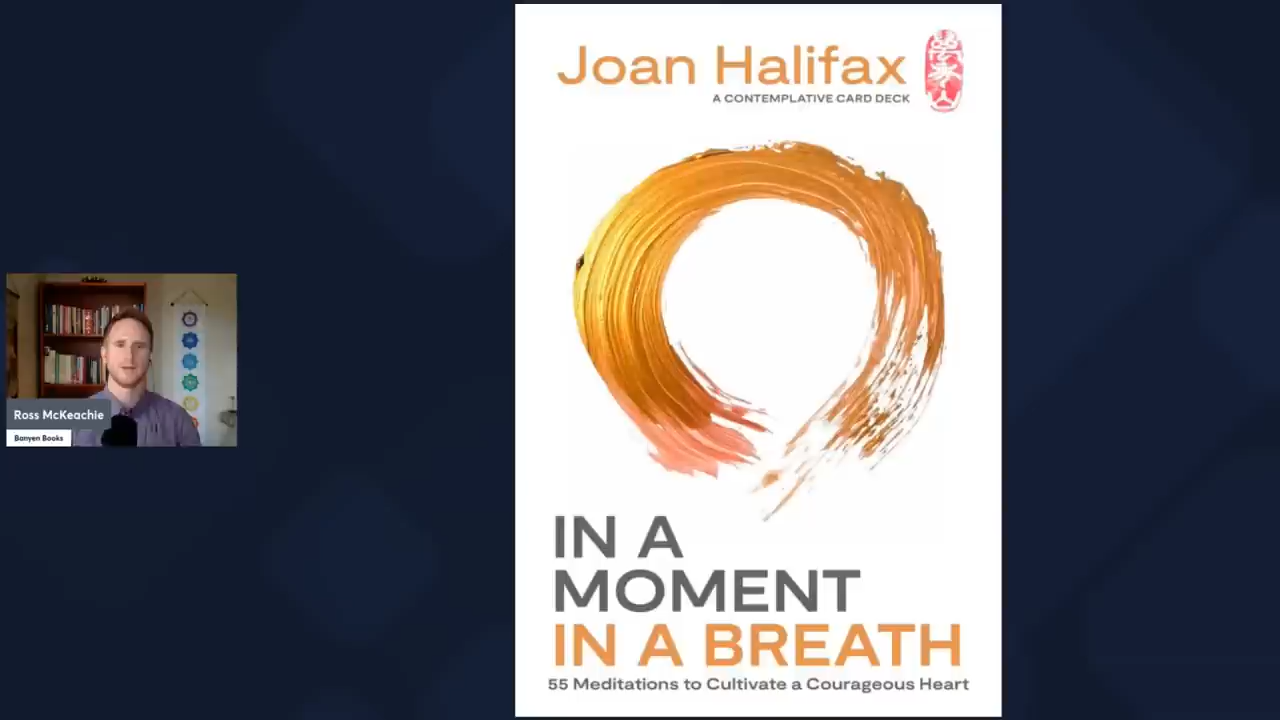 Joan Halifax
A CONTEMPLATIVE CARD DECK
IN A
MOMENT
IN A BREATH
55 Meditations to Cultivate a Courageous Heart
Ross McKeachie
Banyen Books